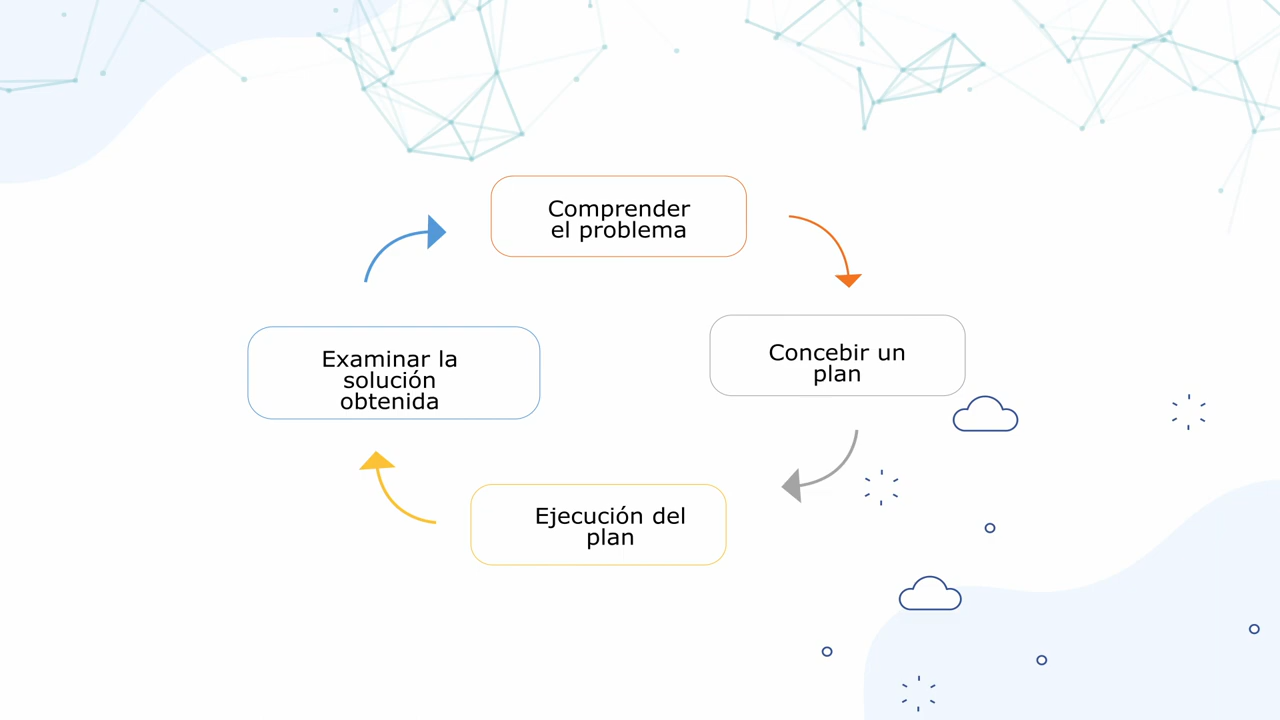 Comprender
el problema
Concebir un
plan
Ejecución del
plan
Examinar la
solución
obtenida